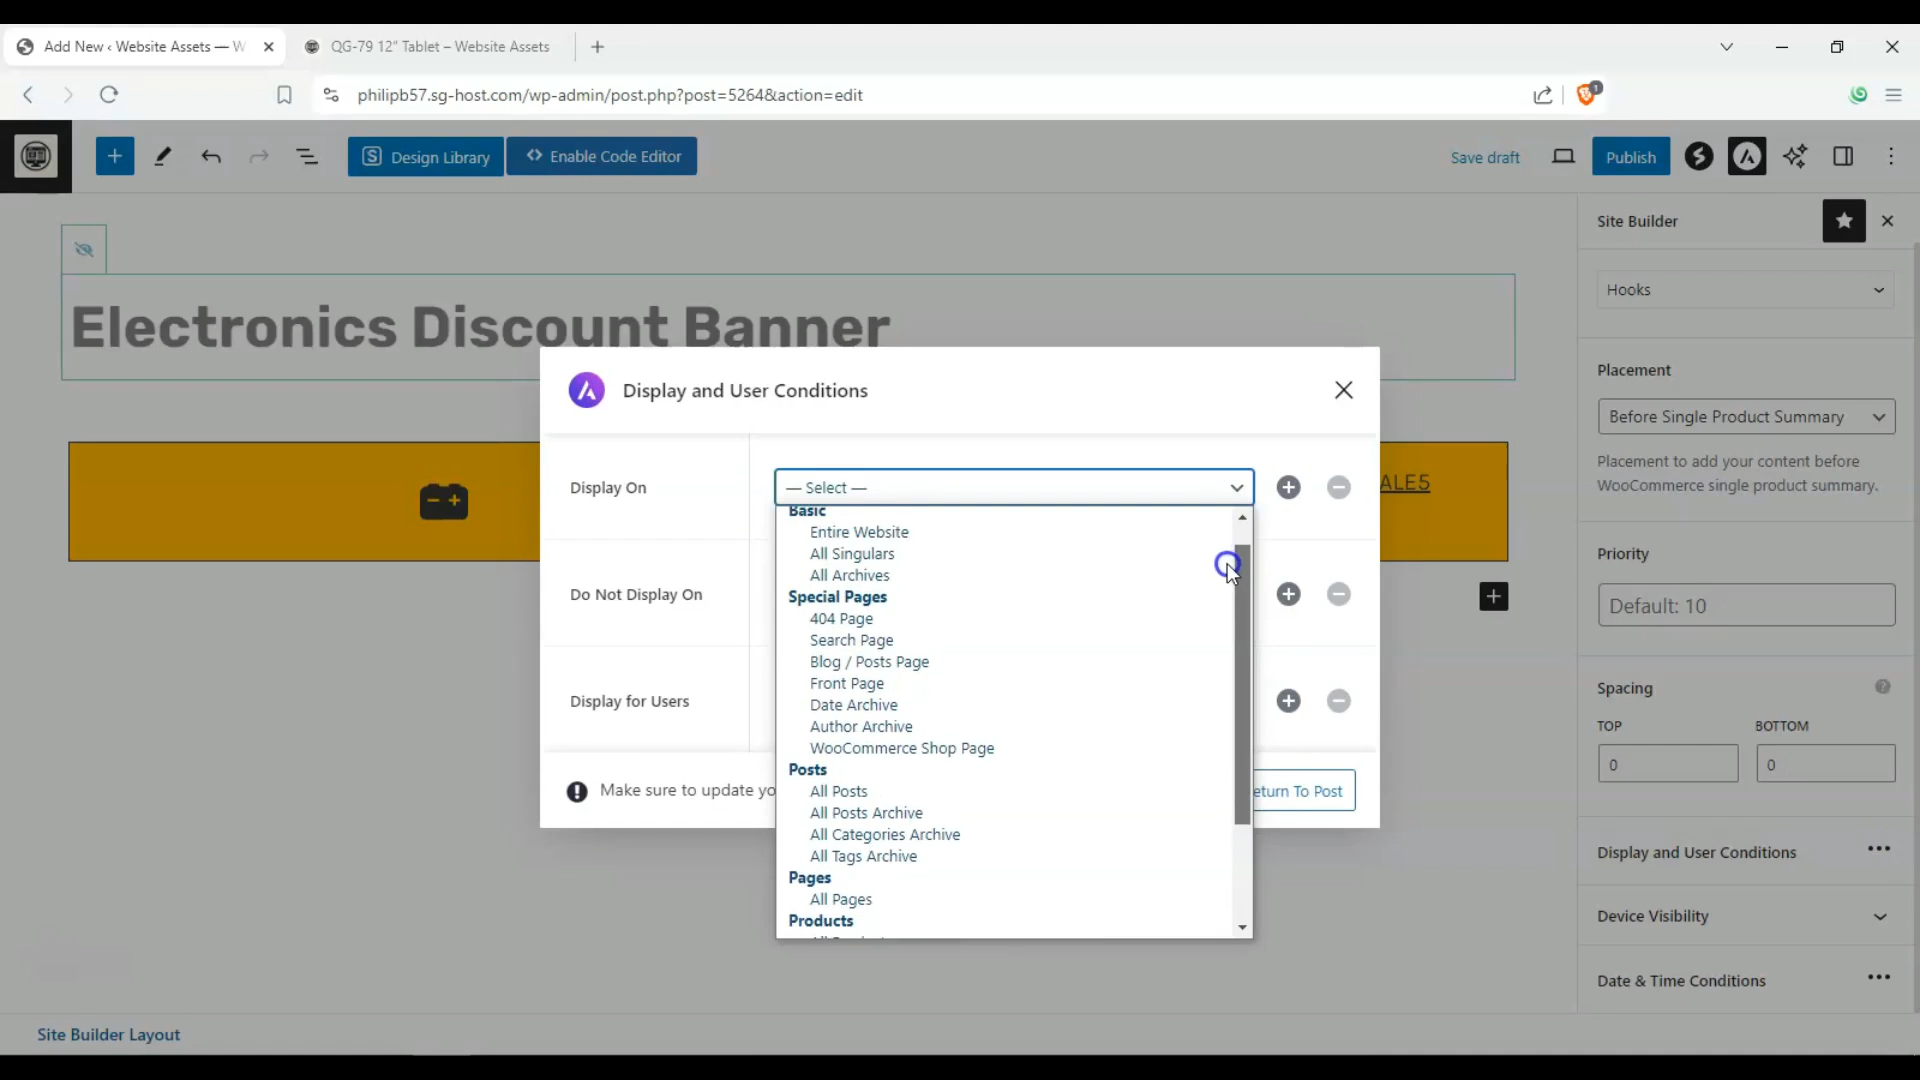 Add New ‹ Website Assets — W
QG-79 12" Tablet – Website Assets
philipb57.sg-host.com/wp-admin/post.php?post=5264&action=edit
1
Design Library
Enable Code Editor
Save draft
Publish
Site Builder
Hooks
Electronics Discount Banner
Placement
Before Single Product Summary
Placement to add your content before
WooCommerce single product summary.
Display and User Conditions
Display On
— Select —
ALE5
Basic
Entire Website
All Singulars
All Archives
Special Pages
404 Page
Search Page
Blog / Posts Page
Front Page
Date Archive
Author Archive
WooCommerce Shop Page
Posts
All Posts
All Posts Archive
All Categories Archive
All Tags Archive
Pages
All Pages
Products
Do Not Display On
Display for Users
Make sure to update yo
eturn To Post
Priority
Default: 10
Spacing
TOP
BOTTOM
0
0
Display and User Conditions
Device Visibility
Date & Time Conditions
Site Builder Layout